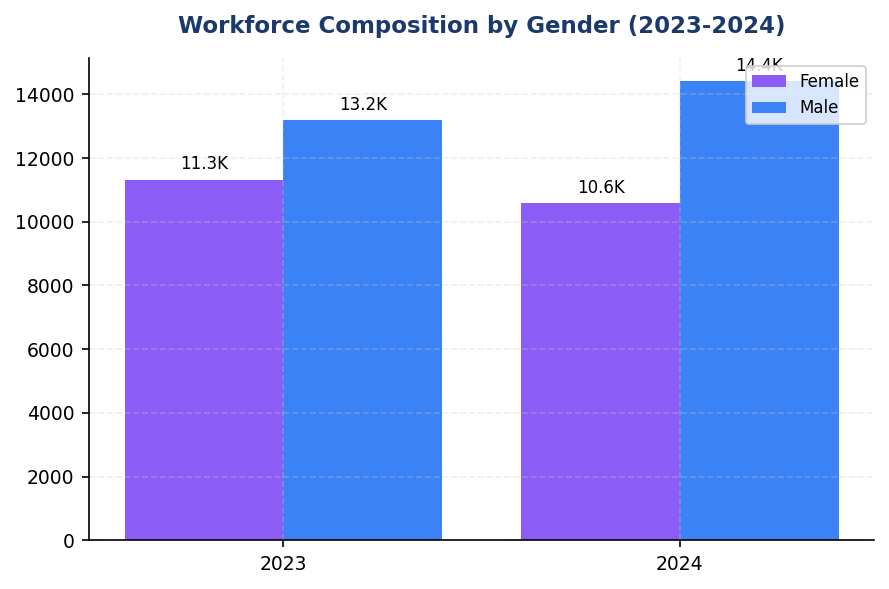 Workforce Composition by Gender (2023-2024)
14.4K
Female
Male
14000
13.2K
12000
11.3K
10.6K
10000
8000
6000
4000
2000
0
2023
2024